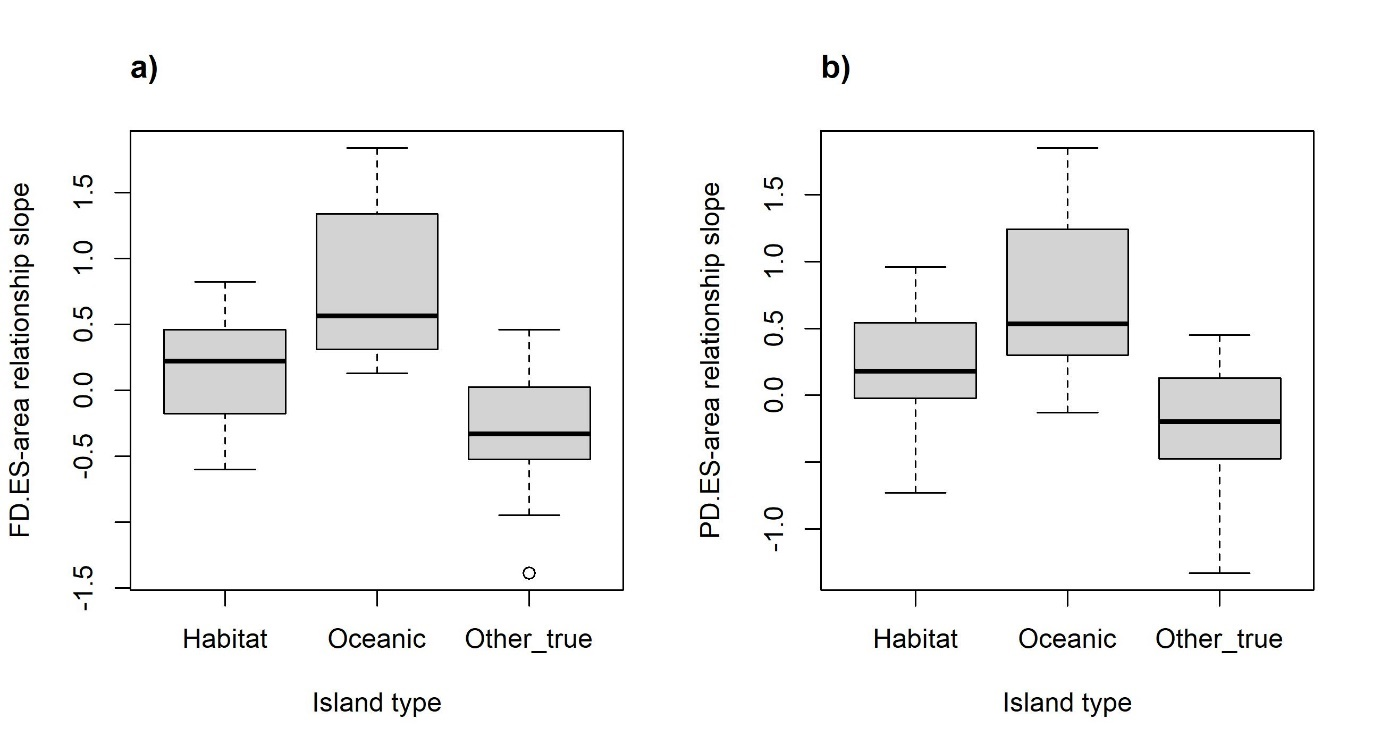 a)
FD.ES-area relationship slope
1.5
1.0
0.5
0.0
-0.5
-1.5
Habitat Oceanic Other_true
Island type
b)
PD.ES-area relationship slope
1.5
1.0
0.5
0.0
-1.0
Habitat Oceanic Other_true
Island type